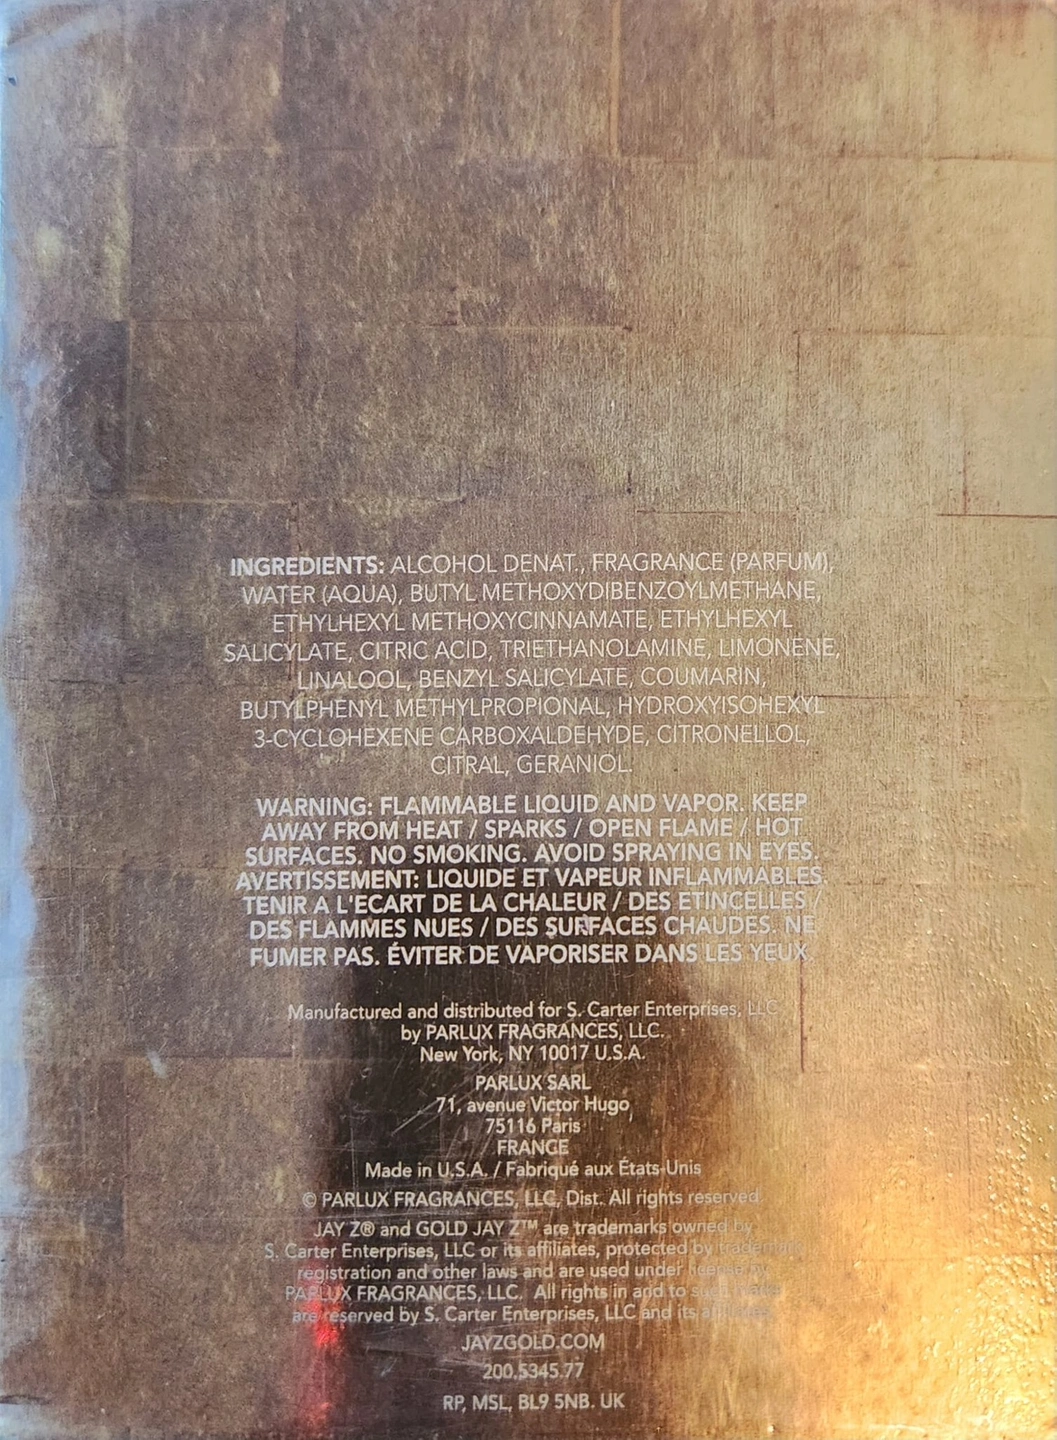 INGREDIENTS: ALCOHOL DENAT., FRAGRANCE (PARFUM),
WATER (AQUA), BUTYL METHOXYDIBENZOYLMETHANE,
ETHYLHEXYL METHOXYCINNAMATE, ETHYLHEXYL
SALICYLATE, CITRIC ACID, TRIETHANOLAMINE, LIMONENE,
LINALOOL, BENZYL SALICYLATE, COUMARIN,
BUTYLPHENYL METHYLPROPIONAL, HYDROXYISOHEXYL
3-CYCLOHEXENE CARBOXALDEHYDE, CITRONELLOL,
CITRAL, GERANIOL.
WARNING: FLAMMABLE LIQUID AND VAPOR. KEEP
AWAY FROM HEAT / SPARKS / OPEN FLAME / HOT
SURFACES. NO SMOKING. AVOID SPRAYING IN EYES.
AVERTISSEMENT: LIQUIDE ET VAPEUR INFLAMMABLES.
TENIR A L'ECART DE LA CHALEUR / DES ETINCELLES /
DES FLAMMES NUES / DES SURFACES CHAUDES. NE
FUMER PAS. ÉVITER DE VAPORISER DANS LES YEUX.
Manufactured and distributed for S. Carter Enterprises, LLC
by PARLUX FRAGRANCES, LLC.
New York, NY 10017 U.S.A.
PARLUX SARL
71, avenue Victor Hugo
75116 Paris
FRANCE
Made in U.S.A. / Fabriqué aux États-Unis
© PARLUX FRAGRANCES, LLC, Dist. All rights reserved.
JAY Z® and GOLD JAY Z™ are trademarks owned by
S. Carter Enterprises, LLC or its affiliates, protected by trademark
registration and other laws and are used under license by
PARLUX FRAGRANCES, LLC. All rights in and to such marks
are reserved by S. Carter Enterprises, LLC and its affiliates.
JAYZGOLD.COM
200.5345.77
RP, MSL, BL9 5NB. UK